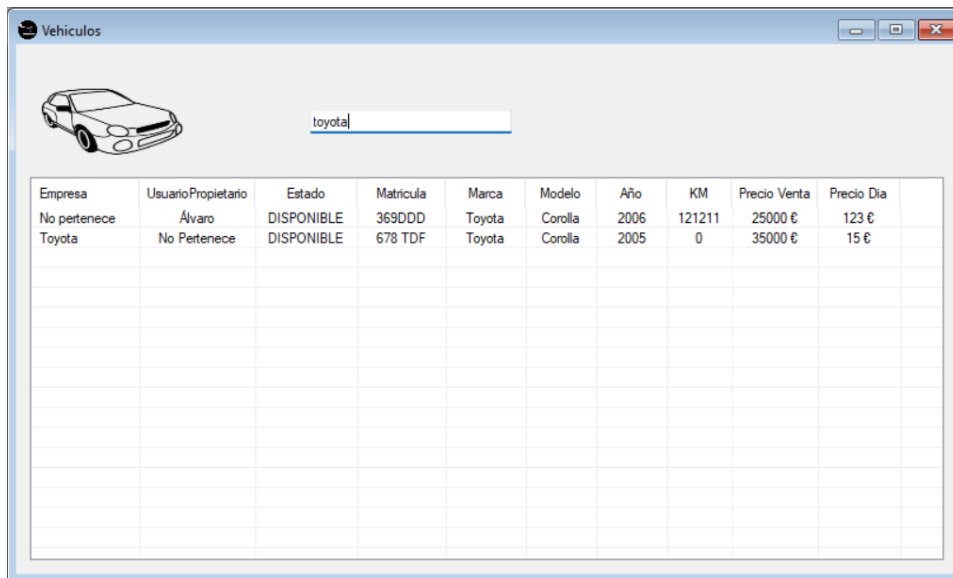 Vehiculos
toyota
Empresa UsuarioPropietario Estado Matricula Marca Modelo Año KM Precio Venta Precio Dia
No pertenece Álvaro DISPONIBLE 369DDD Toyota Corolla 2006 121211 25000 € 123 €
Toyota No Pertenece DISPONIBLE 678 TDF Toyota Corolla 2005 0 35000 € 15 €